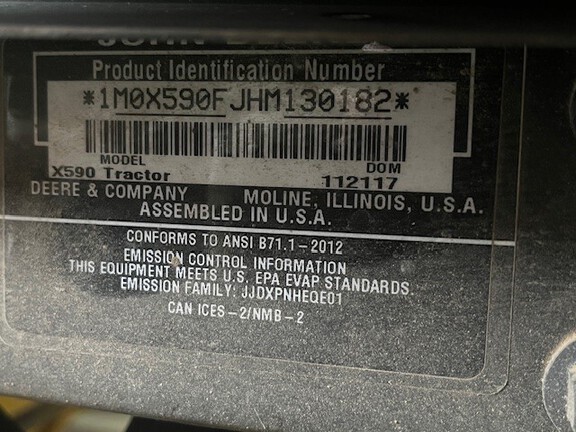 Product Identification Number
*1M0X590FJHM130182*
MODEL DOM
X590 Tractor 112117
DEERE & COMPANY MOLINE, ILLINOIS, U.S.A.
ASSEMBLED IN U.S.A.
CONFORMS TO ANSI B71.1-2012
EMISSION CONTROL INFORMATION
THIS EQUIPMENT MEETS U.S. EPA EVAP STANDARDS.
EMISSION FAMILY: JJDXPNHEQE01
CAN ICES-2/NMB-2